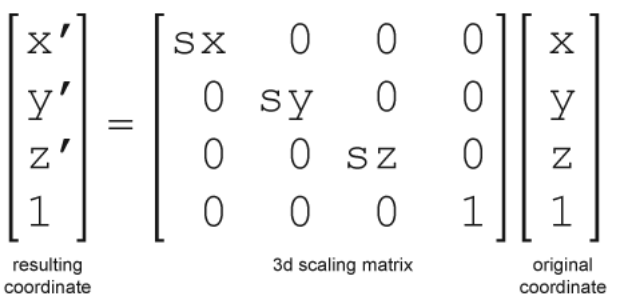 x′ sx 0 0 0 x
y′ = 0 sy 0 0 y
z′ 0 0 sz 0 z
1 0 0 0 1 1
resulting coordinate 3d scaling matrix original coordinate